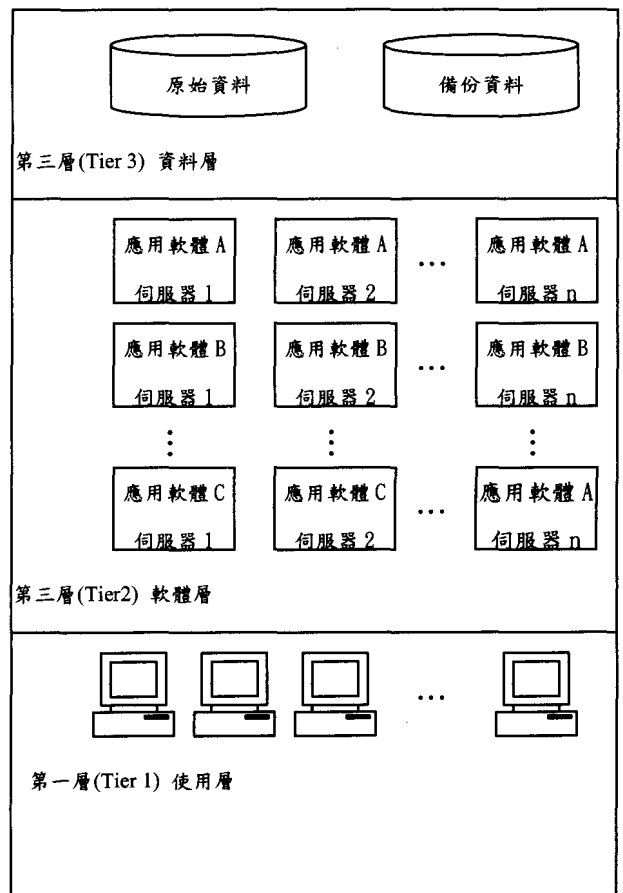 原始資料 備份資料
第三層(Tier 3) 資料層
應用軟體 A 應用軟體 A ... 應用軟體 A
伺服器 1 伺服器 2 伺服器 n
應用軟體 B 應用軟體 B ... 應用軟體 B
伺服器 1 伺服器 2 伺服器 n
應用軟體 C 應用軟體 C ... 應用軟體 A
伺服器 1 伺服器 2 伺服器 n
第三層(Tier2) 軟體層
...
第一層(Tier 1) 使用層